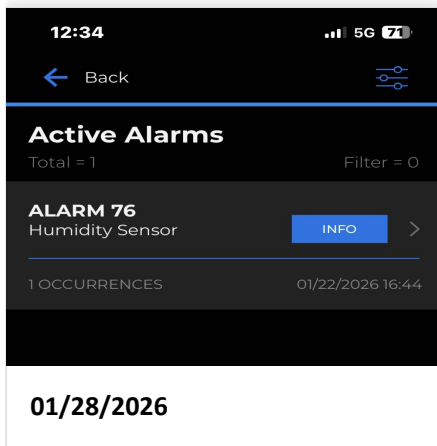 12:34 5G 71
Back
Active Alarms
Total = 1 Filter = 0
ALARM 76
Humidity Sensor INFO
1 OCCURRENCES 01/22/2026 16:44
01/28/2026